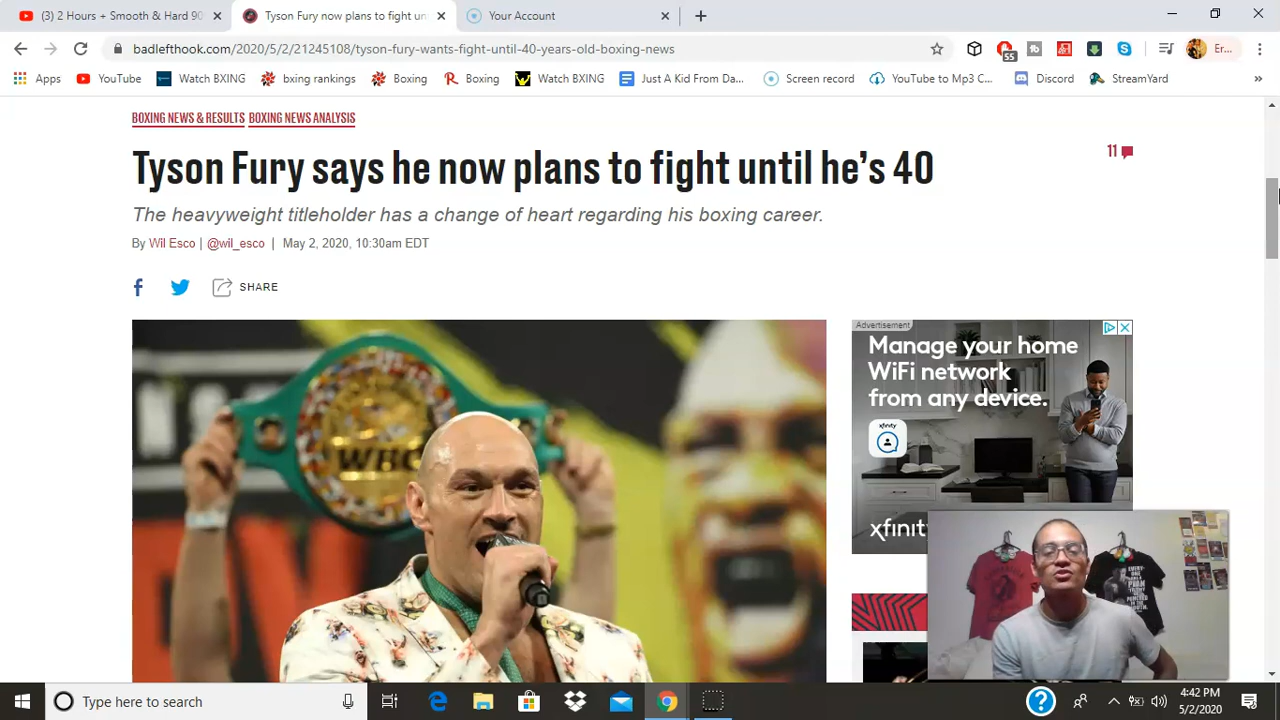 (3) 2 Hours + Smooth & Hard 90
Tyson Fury now plans to fight un
Your Account
badlefthook.com/2020/5/2/21245108/tyson-fury-wants-fight-until-40-years-old-boxing-news
55
Er...
Apps
YouTube
Watch BXING
bxing rankings
Boxing
Boxing
Watch BXING
Just A Kid From Da...
Screen record
YouTube to Mp3 C...
Discord
StreamYard
»
BOXING NEWS & RESULTS BOXING NEWS ANALYSIS
Tyson Fury says he now plans to fight until he's 40
11
The heavyweight titleholder has a change of heart regarding his boxing career.
By Wil Esco | @wil_esco | May 2, 2020, 10:30am EDT
SHARE
Advertisement
Manage your home
WiFi network
from any device.
xfinity
xfinity
WBC
Type here to search
4:42 PM
5/2/2020